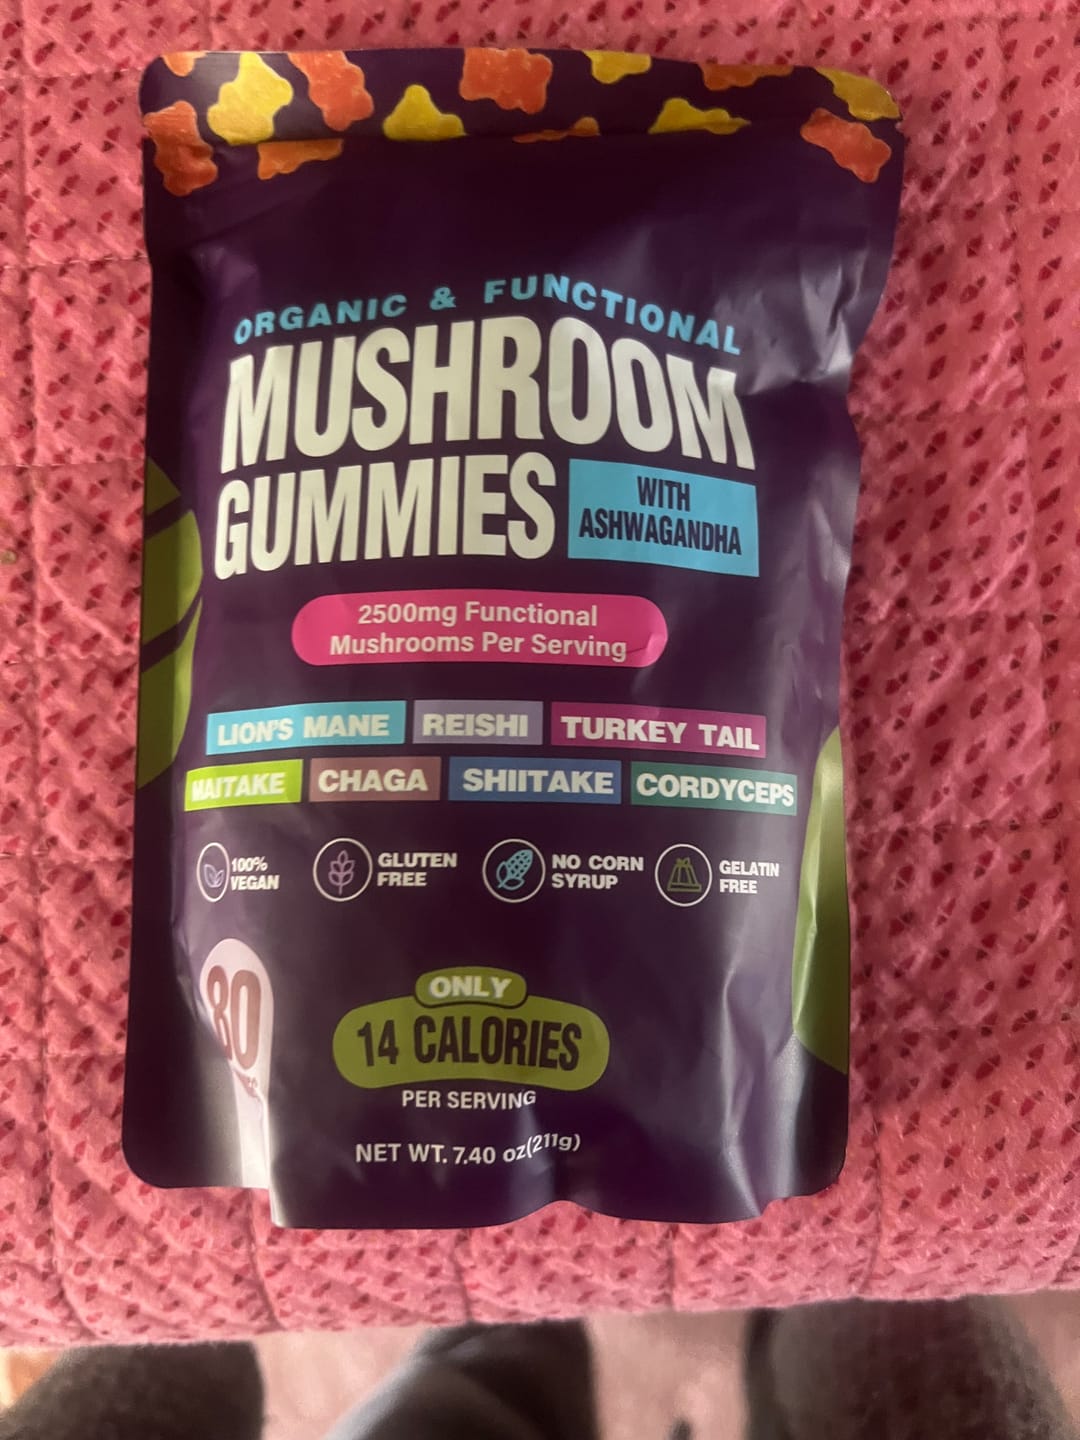 ORGANIC & FUNCTIONAL
MUSHROOM
GUMMIES
WITH
ASHWAGANDHA
2500mg Functional
Mushrooms Per Serving
LION'S MANE
REISHI
TURKEY TAIL
MAITAKE
CHAGA
SHIITAKE
CORDYCEPS
100%
VEGAN
GLUTEN
FREE
NO CORN
SYRUP
GELATIN
FREE
80
ONLY
14 CALORIES
PER SERVING
NET WT. 7.40 oz(211g)